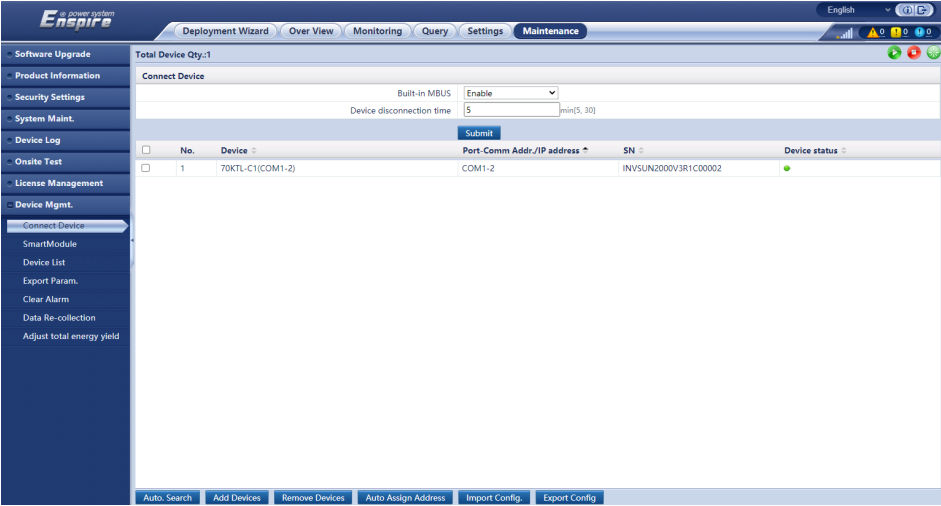 English
e power system
Enspire
Deployment Wizard Over View Monitoring Query Settings Maintenance
0 0 0
Software Upgrade
Product Information
Security Settings
System Maint.
Device Log
Onsite Test
License Management
Device Mgmt.
Connect Device
SmartModule
Device List
Export Param.
Clear Alarm
Data Re-collection
Adjust total energy yield
Total Device Qty.:1
Connect Device
Built-in MBUS Enable
Device disconnection time 5 min[5, 30]
Submit
No. Device Port-Comm Addr./IP address SN Device status
1 70KTL-C1(COM1-2) COM1-2 INVSUN2000V3R1C00002
Auto. Search Add Devices Remove Devices Auto Assign Address Import Config. Export Config